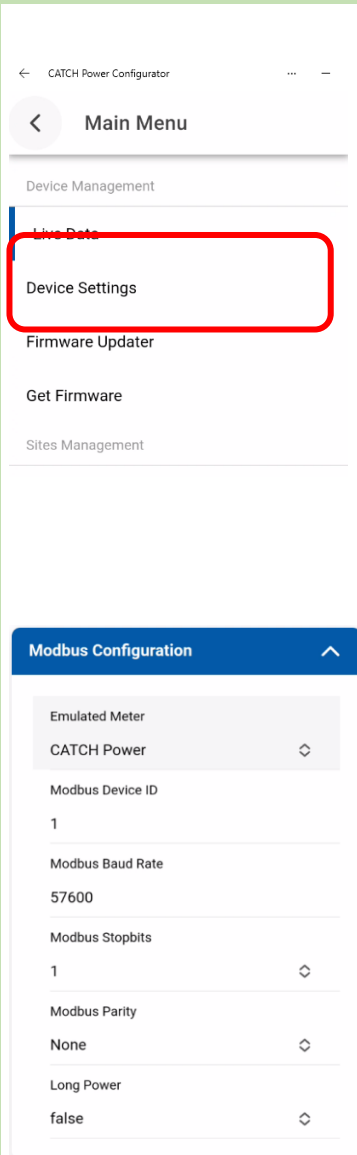 CATCH Power Configurator
Main Menu
Device Management
Live Data
Device Settings
Firmware Updater
Get Firmware
Sites Management
Modbus Configuration
Emulated Meter
CATCH Power
Modbus Device ID
1
Modbus Baud Rate
57600
Modbus Stopbits
1
Modbus Parity
None
Long Power
false